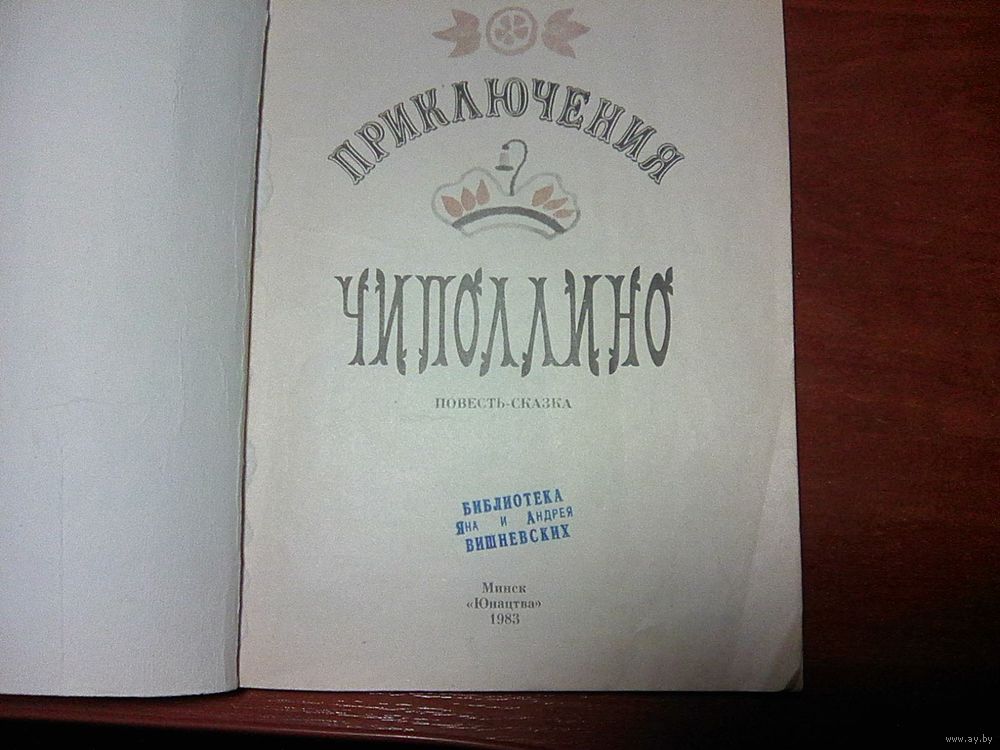 ПРИКЛЮЧЕНИЯ
ЧИПОЛЛИНО
ПОВЕСТЬ-СКАЗКА
БИБЛИОТЕКА
ЯНА И АНДРЕЯ
ВИШНЕВСКИХ
Минск
«Юнацтва»
1983
www.ay.by